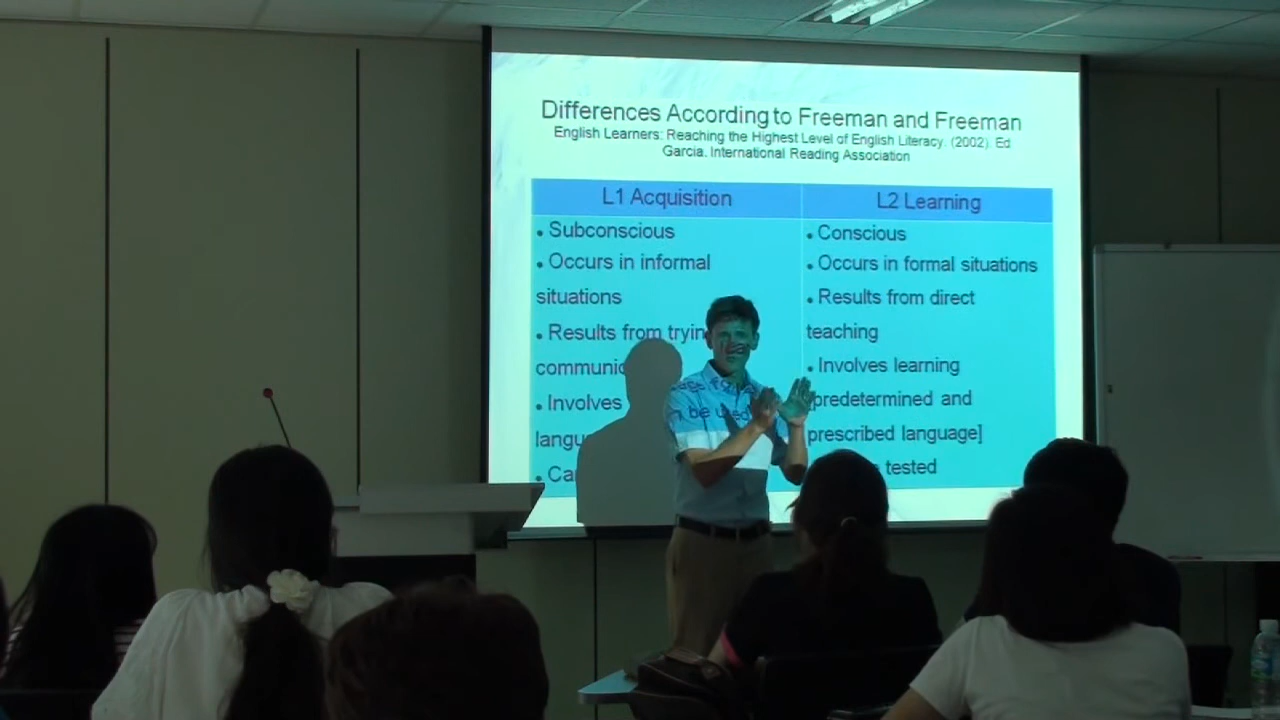 Differences According to Freeman and Freeman
English Learners: Reaching the Highest Level of English Literacy. (2002). Ed
Garcia. International Reading Association
L1 Acquisition
• Subconscious
• Occurs in informal
situations
• Results from tryin
communic
• Involves
langu
• Ca
L2 Learning
• Conscious
• Occurs in formal situations
• Results from direct
teaching
• Involves learning
[predetermined and
prescribed language]
tested
n be used